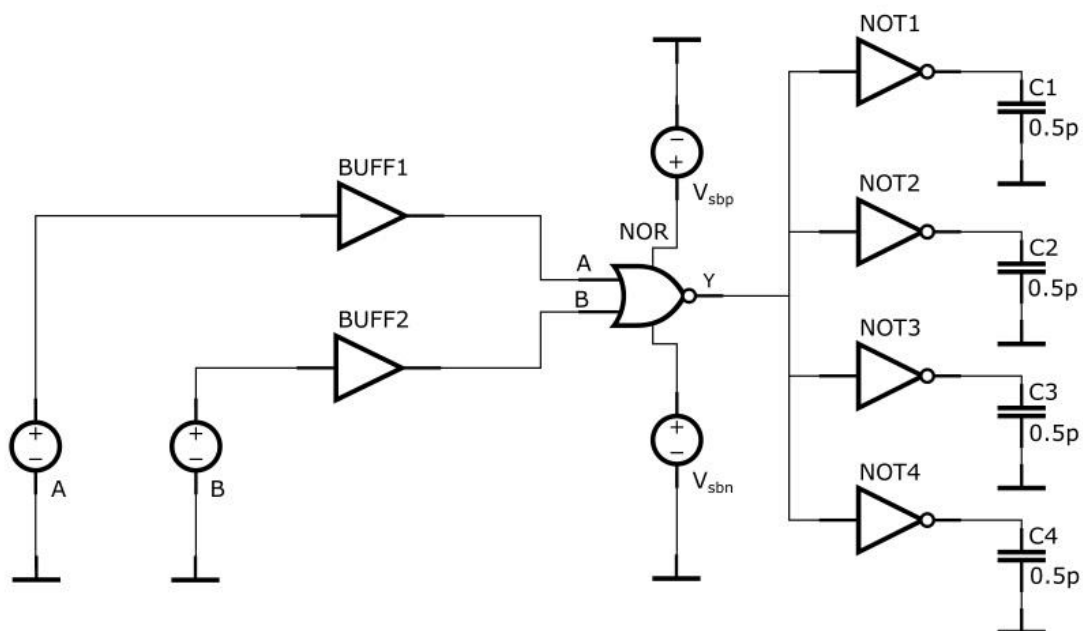 NOT1
C1
0.5p
BUFF1
V_sbp
NOT2
NOR
C2
A
Y
0.5p
B
BUFF2
NOT3
C3
0.5p
A
B
V_sbn
NOT4
C4
0.5p